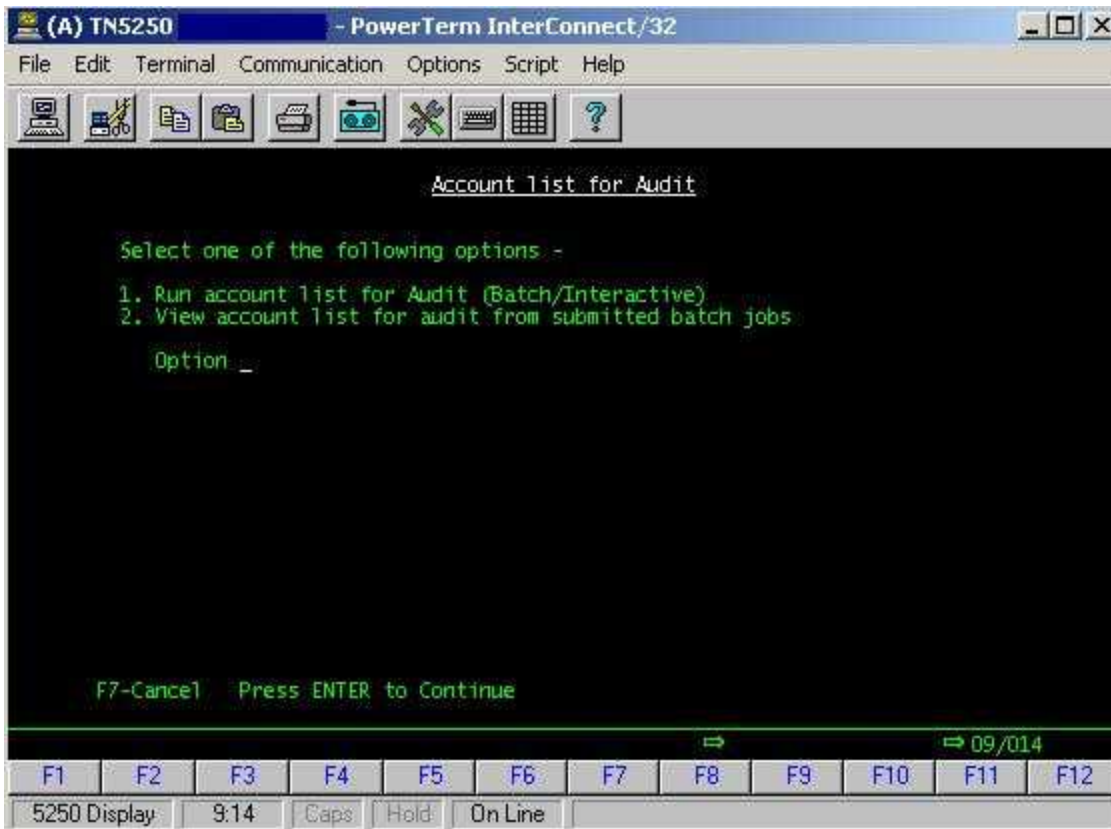 (A) TN5250 - PowerTerm InterConnect/32
File Edit Terminal Communication Options Script Help
Account list for Audit
Select one of the following options -
1. Run account list for Audit (Batch/Interactive)
2. View account list for audit from submitted batch jobs
Option _
F7-Cancel Press ENTER to Continue
⇨ ⇨ 09/014
F1 F2 F3 F4 F5 F6 F7 F8 F9 F10 F11 F12
5250 Display 9:14 Caps Hold On Line